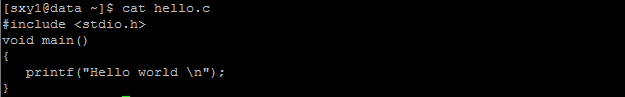 [sxy1@data ~]$ cat hello.c
#include <stdio.h>
void main()
{
   printf("Hello world \n");
}